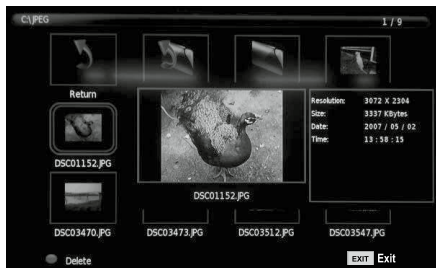 C:\JPEG 1 / 9
Return
Resolution: 3072 X 2304
Size: 3337 KBytes
Date: 2007 / 05 / 02
Time: 13 : 58 : 15
DSC01152.JPG
DSC01152.JPG
DSC03470.JPG DSC03473.JPG DSC03512.JPG DSC03547.JPG
Delete EXIT Exit